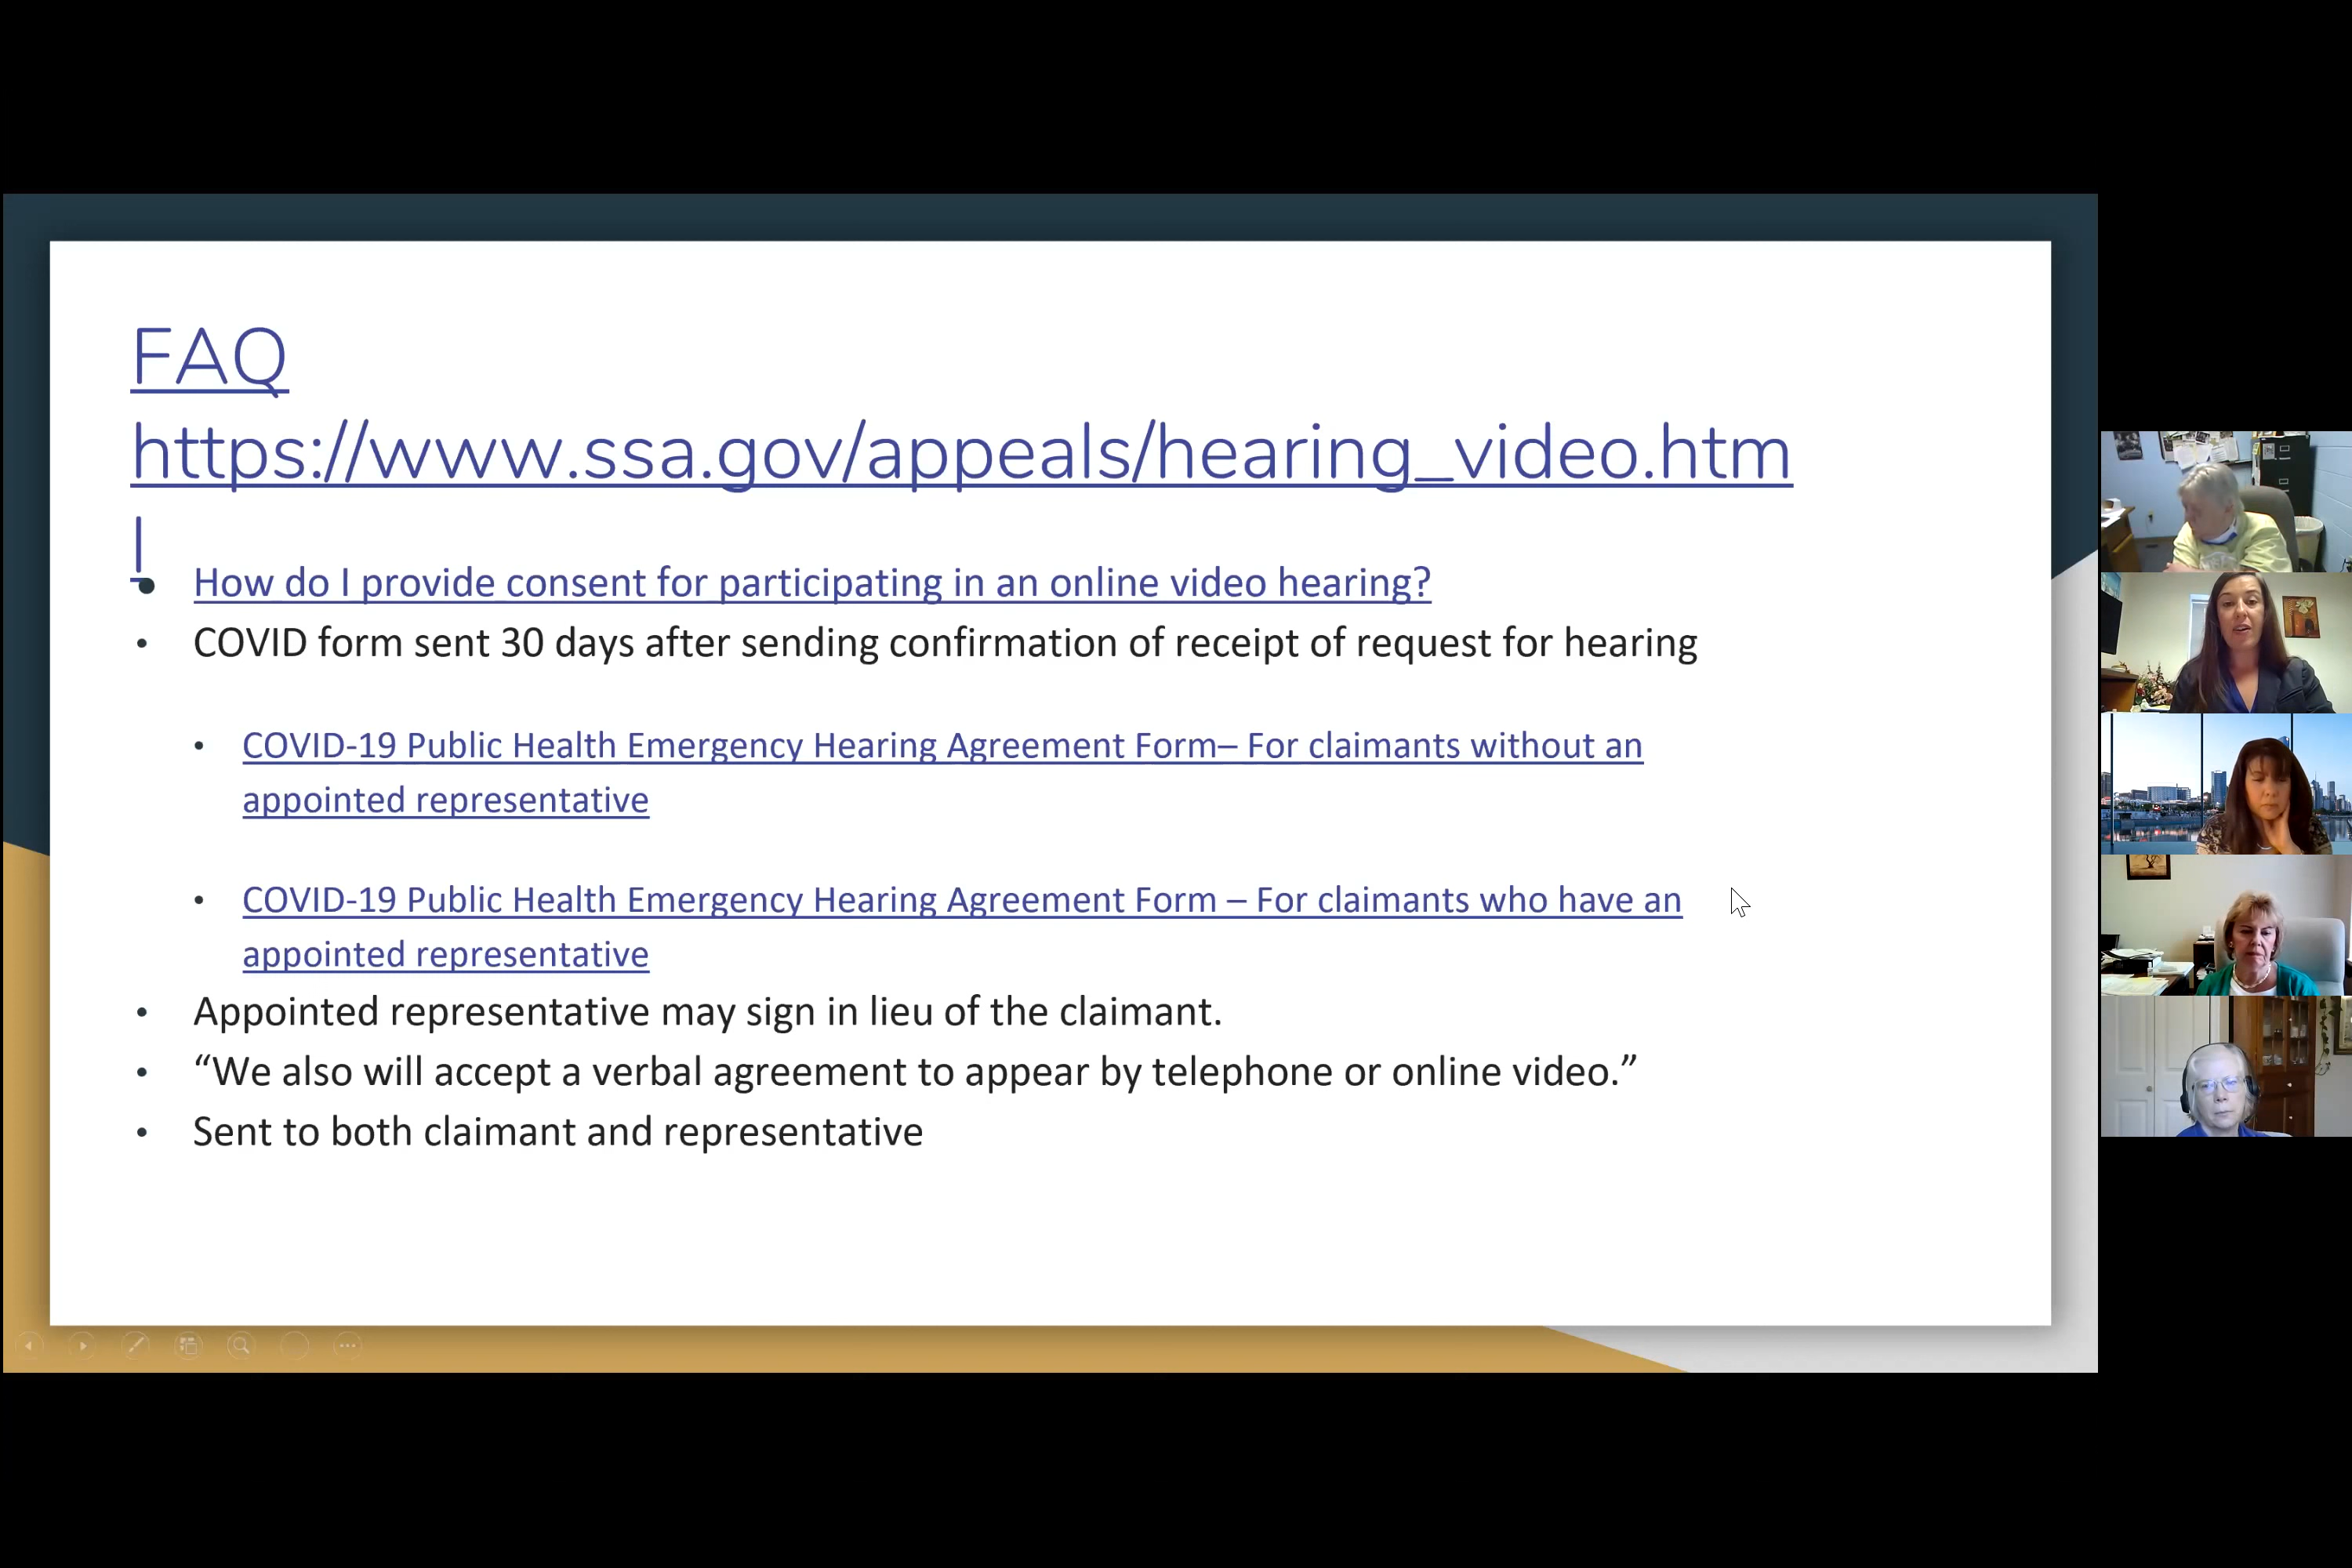 FAQ
https://www.ssa.gov/appeals/hearing_video.htm
l
• How do I provide consent for participating in an online video hearing?
• COVID form sent 30 days after sending confirmation of receipt of request for hearing
• COVID-19 Public Health Emergency Hearing Agreement Form– For claimants without an
appointed representative
• COVID-19 Public Health Emergency Hearing Agreement Form – For claimants who have an
appointed representative
• Appointed representative may sign in lieu of the claimant.
• “We also will accept a verbal agreement to appear by telephone or online video.”
• Sent to both claimant and representative